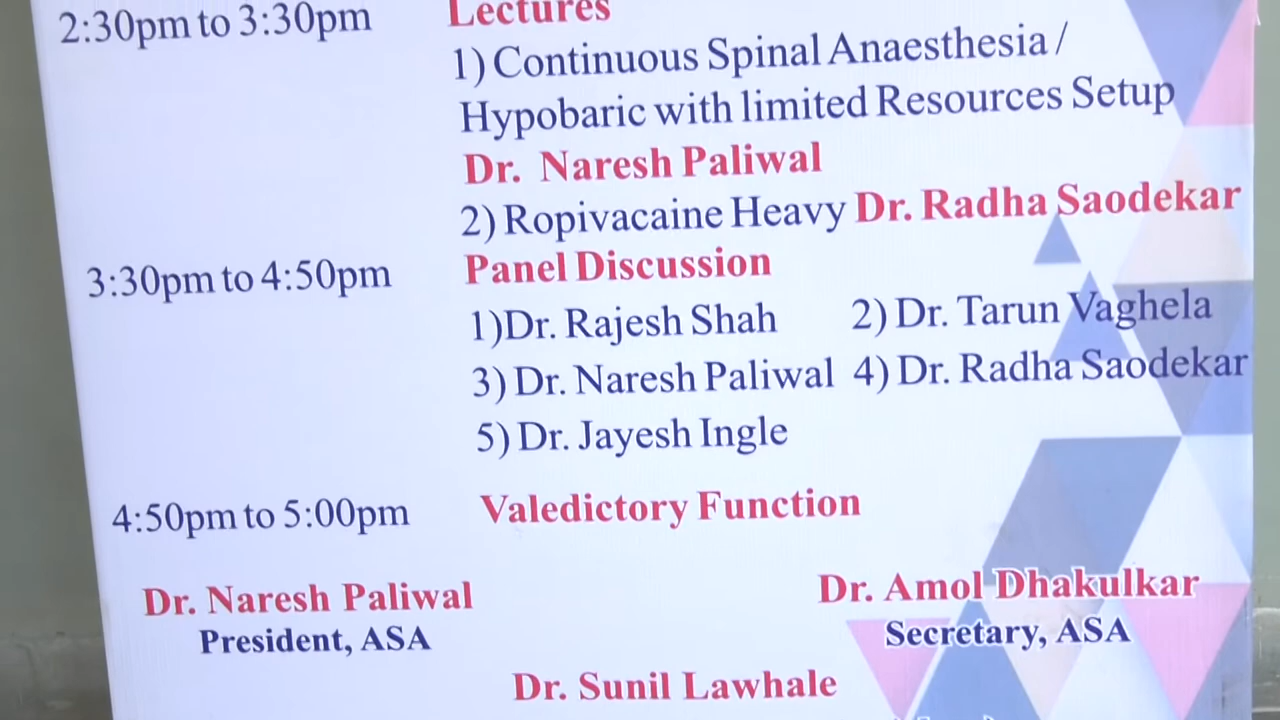 2:30pm to 3:30pm Lectures
1) Continuous Spinal Anaesthesia /
Hypobaric with limited Resources Setup
Dr. Naresh Paliwal
2) Ropivacaine Heavy Dr. Radha Saodekar
3:30pm to 4:50pm Panel Discussion
1)Dr. Rajesh Shah 2) Dr. Tarun Vaghela
3) Dr. Naresh Paliwal 4) Dr. Radha Saodekar
5) Dr. Jayesh Ingle
4:50pm to 5:00pm Valedictory Function
Dr. Naresh Paliwal Dr. Amol Dhakulkar
President, ASA Secretary, ASA
Dr. Sunil Lawhale